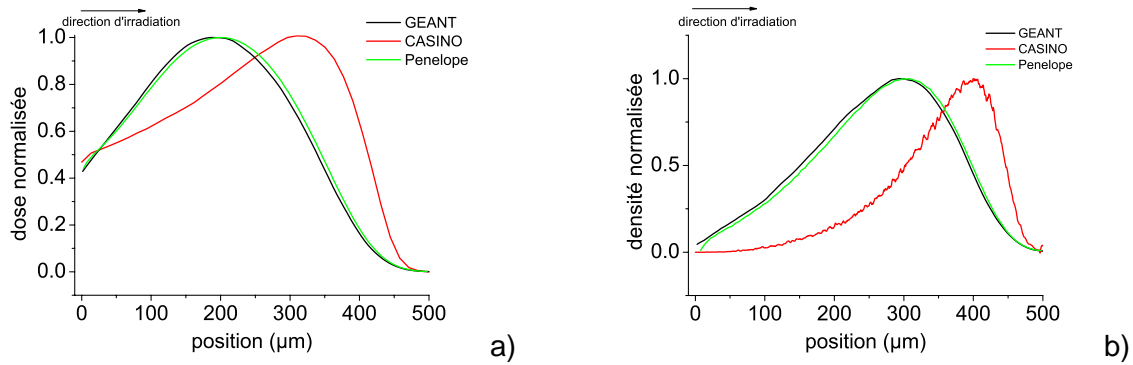 direction d'irradiation
GEANT
CASINO
Penelope
1.0
0.8
0.6
0.4
0.2
0.0
dose normalisée
0 100 200 300 400 500
position (µm)
a)
direction d'irradiation
GEANT
CASINO
Penelope
1.0
0.5
0.0
densité normalisée
0 100 200 300 400 500
position (µm)
b)